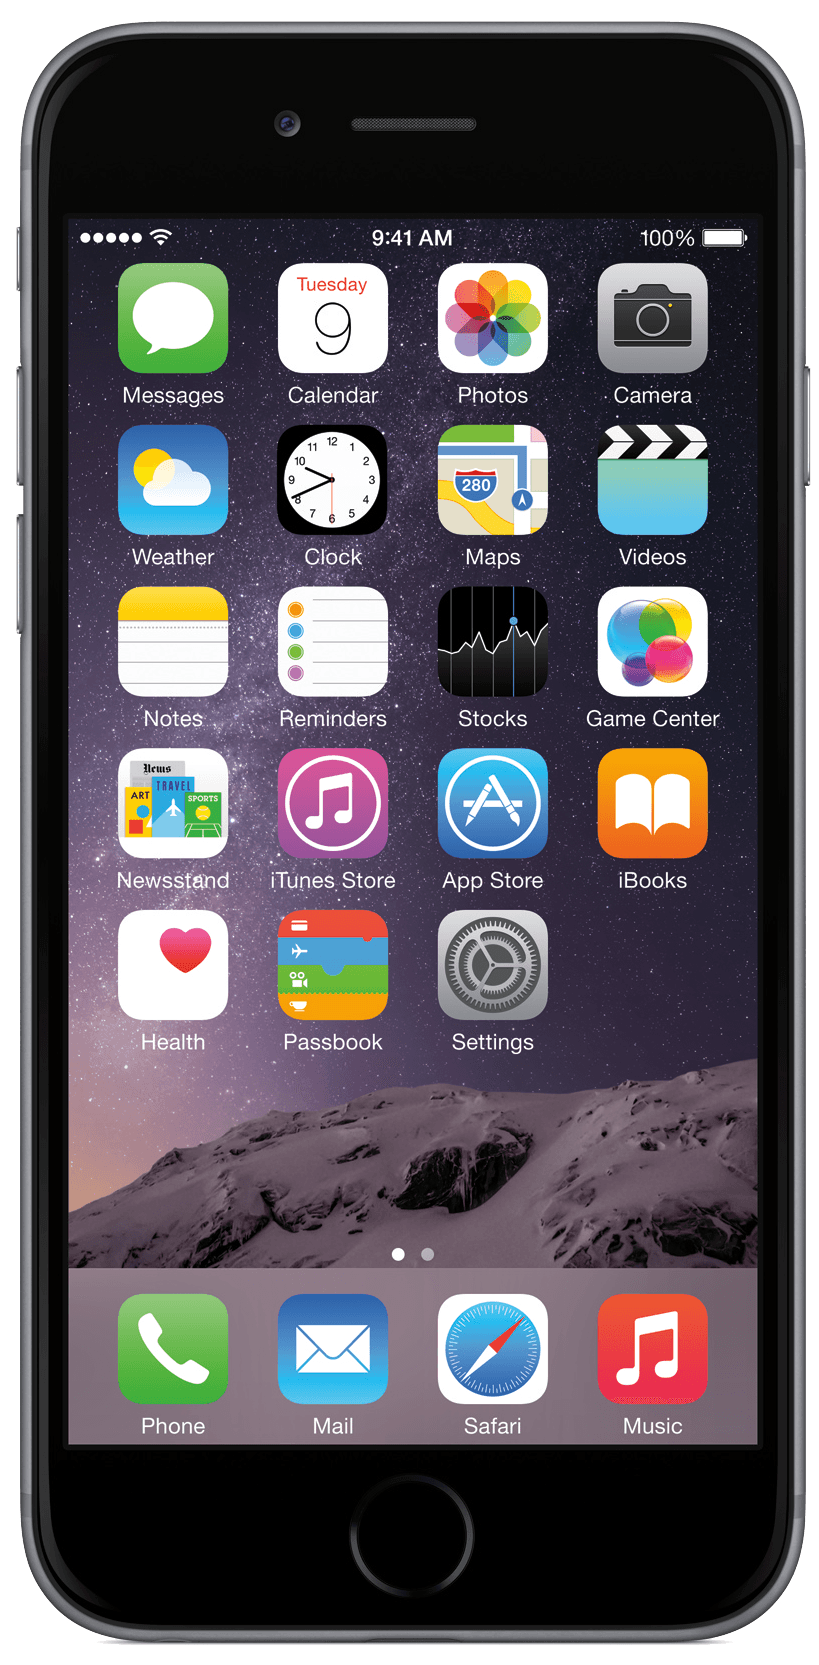 9:41 AM 100%
Tuesday
9
Messages Calendar Photos Camera
12
11 1
10 2
9 3
8 4
7 5
6
280
Weather Clock Maps Videos
Notes Reminders Stocks Game Center
News
TRAVEL
ART
SPORTS
Newsstand iTunes Store App Store iBooks
Health Passbook Settings
Phone Mail Safari Music